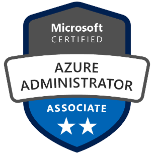 Microsoft
CERTIFIED
AZURE
ADMINISTRATOR
ASSOCIATE